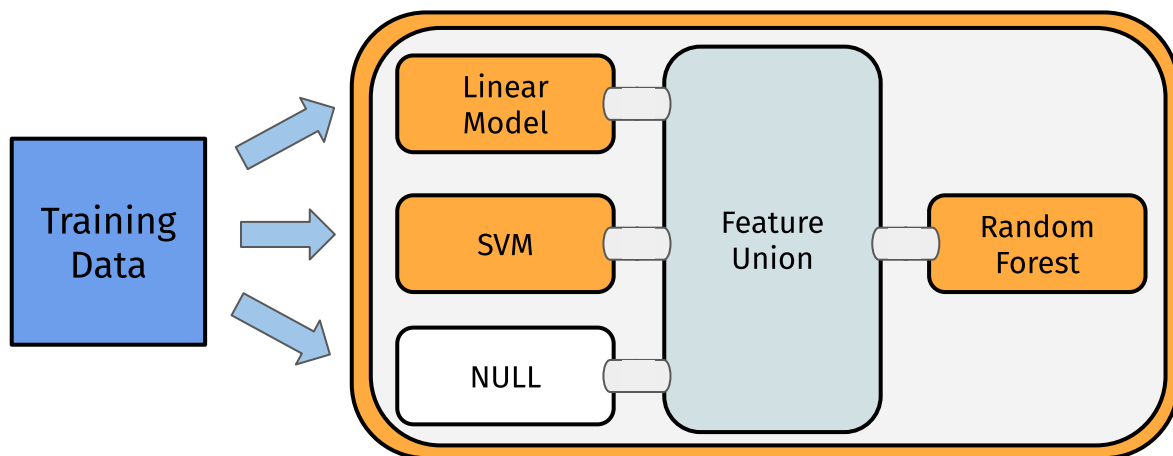 Training
Data
Linear
Model
SVM
NULL
Feature
Union
Random
Forest